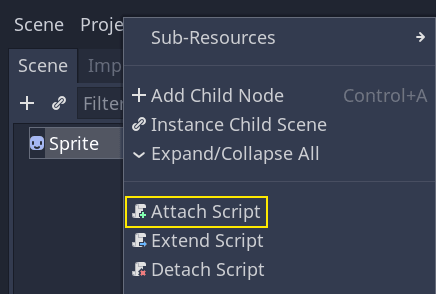 Scene Proje
Sub-Resources
Scene Imp
Add Child Node Control+A
Filter
Instance Child Scene
Sprite
Expand/Collapse All
Attach Script
Extend Script
Detach Script